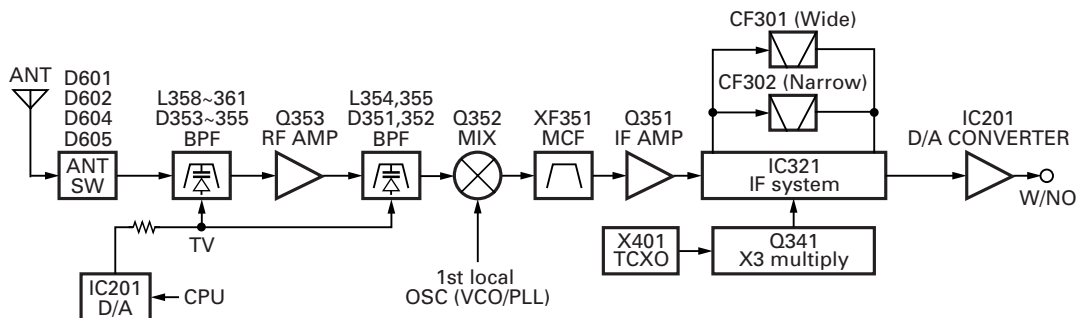 CF301 (Wide)
CF302 (Narrow)
ANT
D601
D602
D604
D605
ANT
SW
L358~361
D353~355
BPF
Q353
RF AMP
L354,355
D351,352
BPF
Q352
MIX
XF351
MCF
Q351
IF AMP
IC321
IF system
IC201
D/A CONVERTER
W/NO
TV
X401
TCXO
Q341
X3 multiply
IC201
D/A
CPU
1st local
OSC (VCO/PLL)